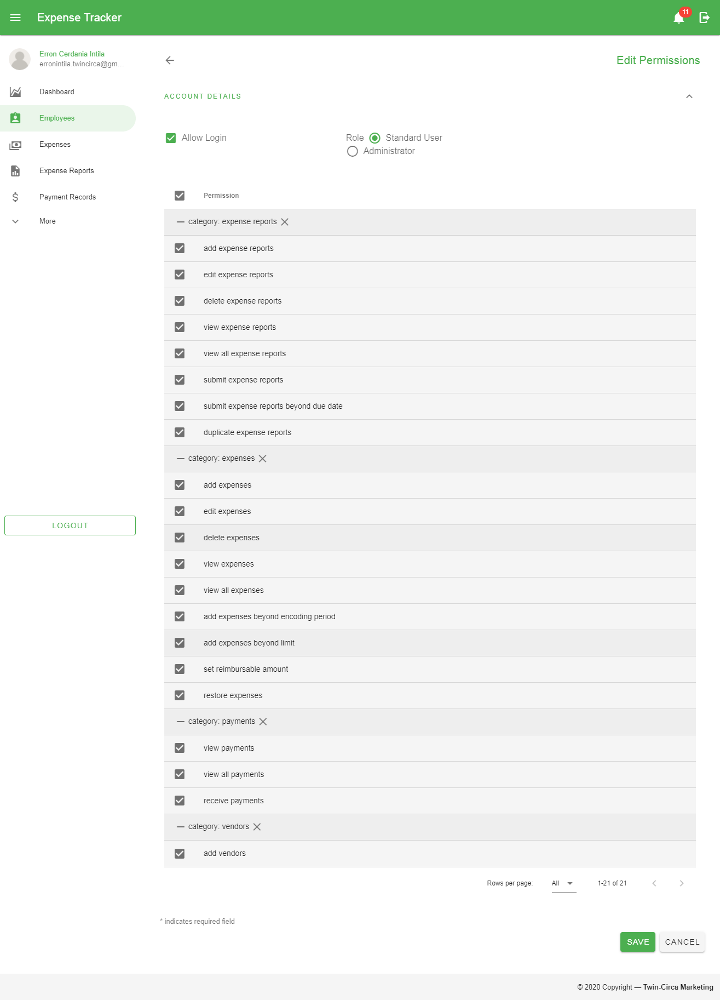 Expense Tracker
11
Erron Cerdania Intila
erronintila.twincirca@gm...
Dashboard
Employees
Expenses
Expense Reports
Payment Records
More
LOGOUT
Edit Permissions
ACCOUNT DETAILS
Allow Login
Role Standard User
Administrator
Permission
category: expense reports
add expense reports
edit expense reports
delete expense reports
view expense reports
view all expense reports
submit expense reports
submit expense reports beyond due date
duplicate expense reports
category: expenses
add expenses
edit expenses
delete expenses
view expenses
view all expenses
add expenses beyond encoding period
add expenses beyond limit
set reimbursable amount
restore expenses
category: payments
view payments
view all payments
receive payments
category: vendors
add vendors
Rows per page: All 1-21 of 21
* indicates required field
SAVE CANCEL
© 2020 Copyright — Twin-Circa Marketing